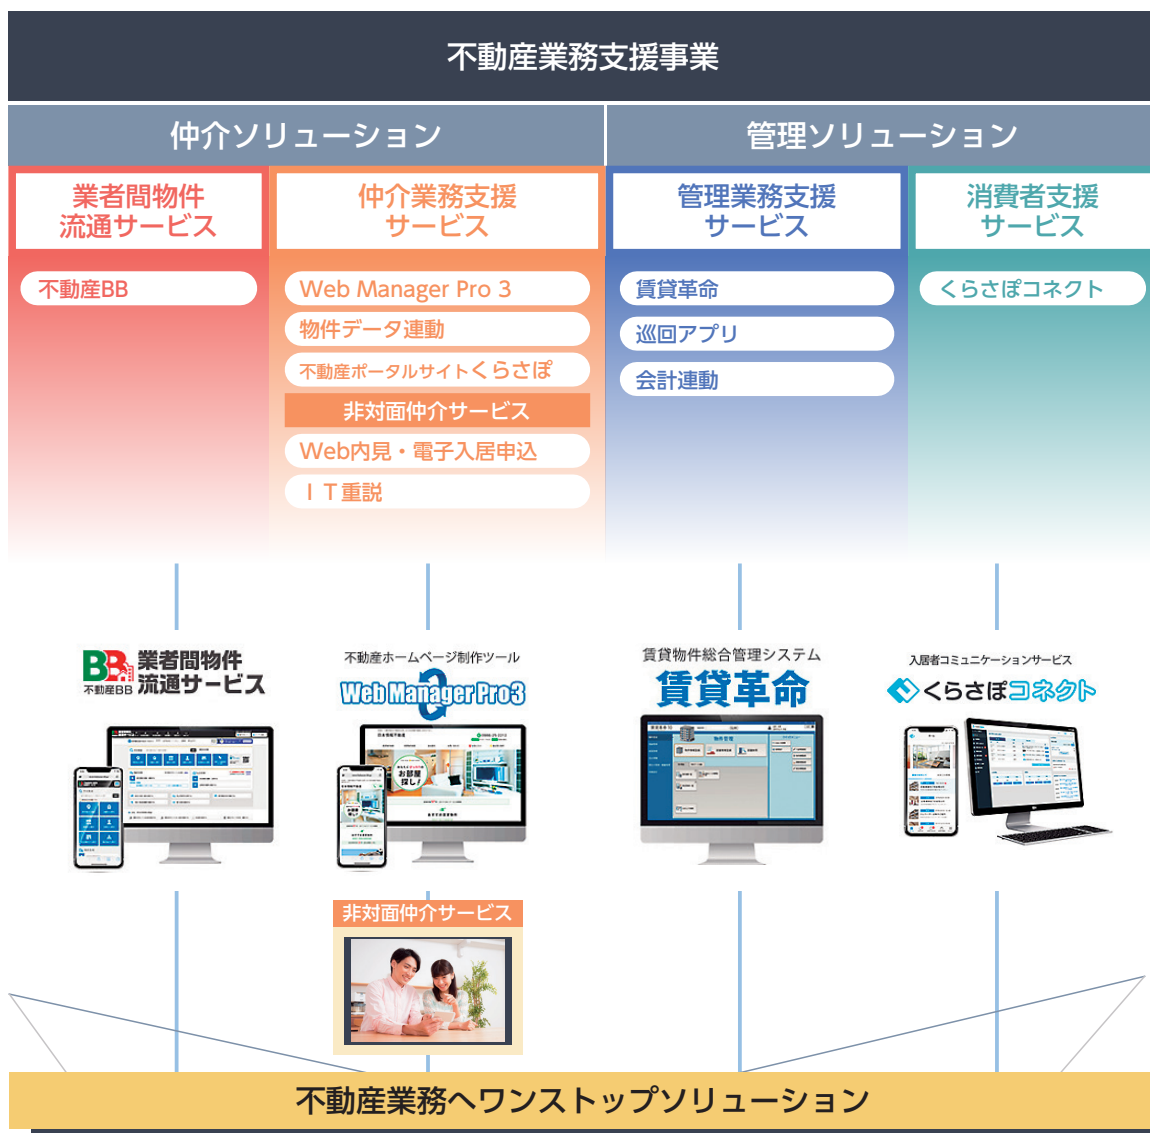 不動産業務支援事業
仲介ソリューション
管理ソリューション
業者間物件
流通サービス
仲介業務支援
サービス
管理業務支援
サービス
消費者支援
サービス
不動産BB
Web Manager Pro 3
物件データ連動
不動産ポータルサイトくらさぽ
非対面仲介サービス
Web内見・電子入居申込
ＩＴ重説
賃貸革命
巡回アプリ
会計連動
くらさぽコネクト
BB
不動産BB
業者間物件
流通サービス
不動産ホームページ制作ツール
Web Manager Pro3
賃貸物件総合管理システム
賃貸革命
入居者コミュニケーションサービス
くらさぽコネクト
物件管理
お部屋
探し!
非対面仲介サービス
不動産業務へワンストップソリューション